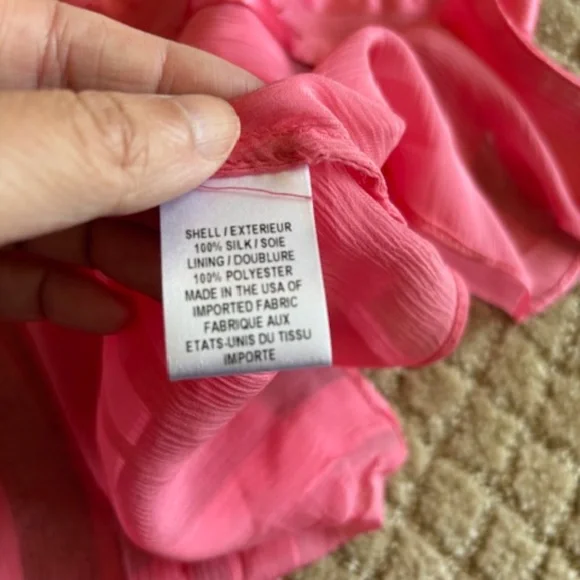 SHELL / EXTERIEUR
100% SILK / SOIE
LINING / DOUBLURE
100% POLYESTER
MADE IN THE USA OF
IMPORTED FABRIC
FABRIQUE AUX
ETATS-UNIS DU TISSU
IMPORTE